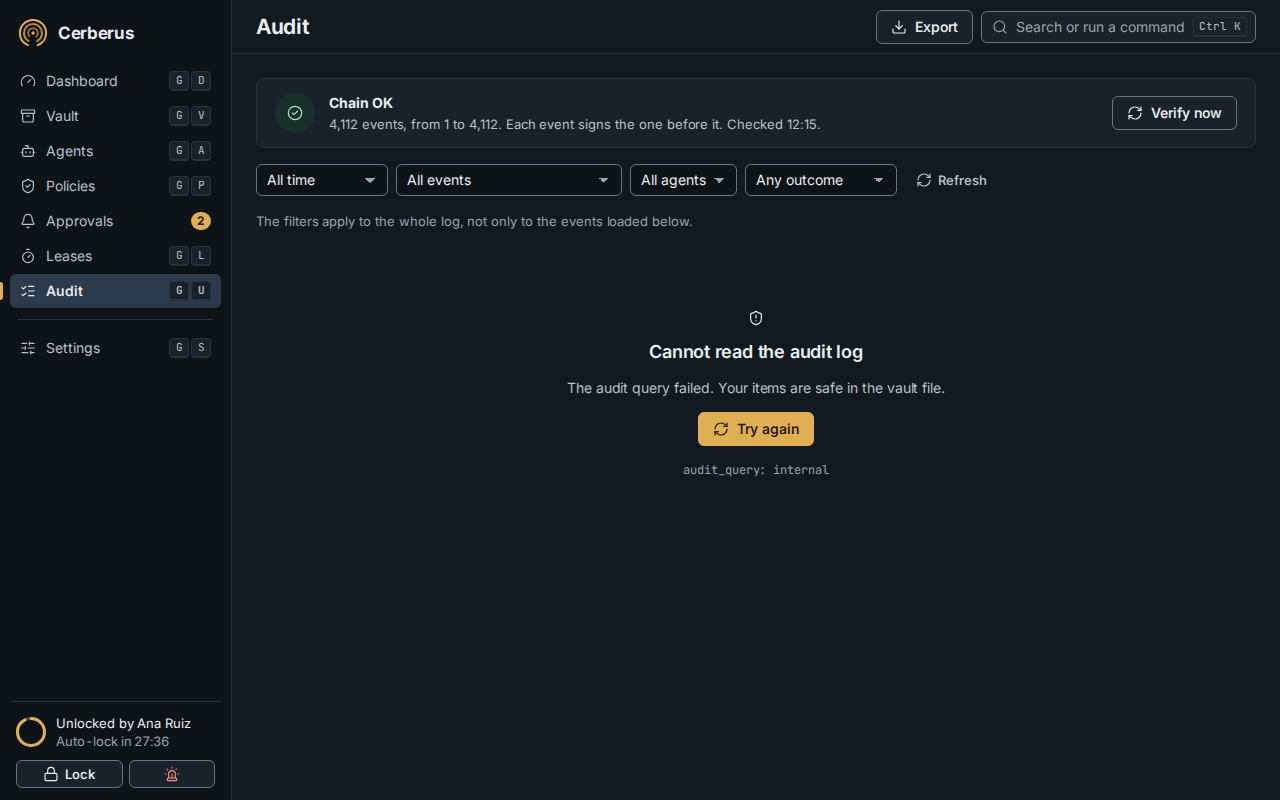 Cerberus
Dashboard G D
Vault G V
Agents G A
Policies G P
Approvals 2
Leases G L
Audit G U
Settings G S
Unlocked by Ana Ruiz
Auto-lock in 27:36
Lock
Audit
Export
Search or run a command Ctrl K
Chain OK
4,112 events, from 1 to 4,112. Each event signs the one before it. Checked 12:15.
Verify now
All time All events All agents Any outcome Refresh
The filters apply to the whole log, not only to the events loaded below.
Cannot read the audit log
The audit query failed. Your items are safe in the vault file.
Try again
audit_query: internal